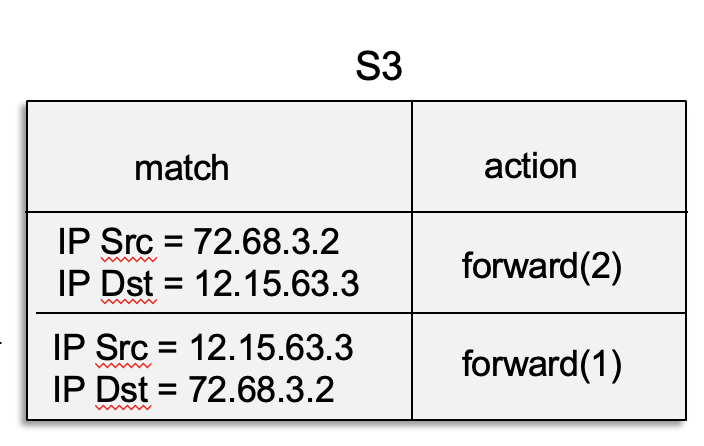 S3
match action
IP Src = 72.68.3.2
IP Dst = 12.15.63.3
forward(2)
IP Src = 12.15.63.3
IP Dst = 72.68.3.2
forward(1)